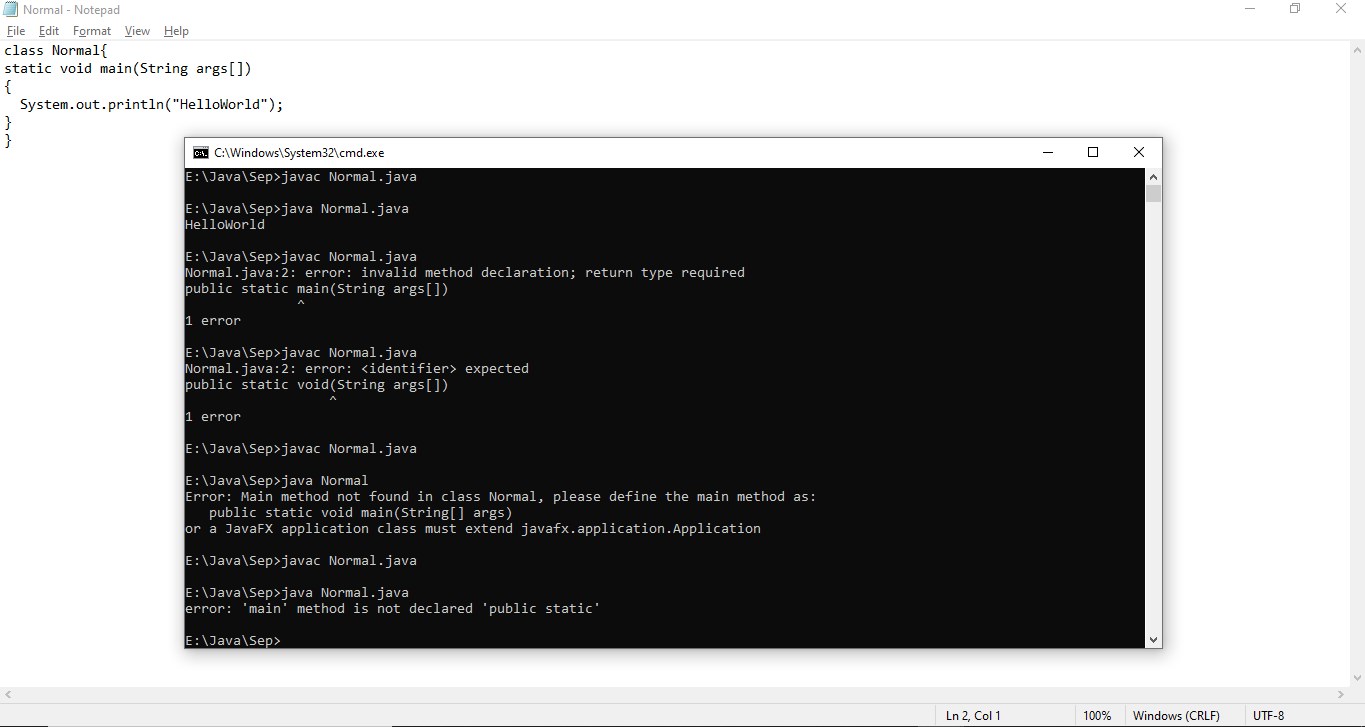 Normal - Notepad
File Edit Format View Help
class Normal{
static void main(String args[])
{
  System.out.println("HelloWorld");
}
}
C:\Windows\System32\cmd.exe
E:\Java\Sep>javac Normal.java
E:\Java\Sep>java Normal.java
HelloWorld
E:\Java\Sep>javac Normal.java
Normal.java:2: error: invalid method declaration; return type required
public static main(String args[])
              ^
1 error
E:\Java\Sep>javac Normal.java
Normal.java:2: error: <identifier> expected
public static void(String args[])
                  ^
1 error
E:\Java\Sep>javac Normal.java
E:\Java\Sep>java Normal
Error: Main method not found in class Normal, please define the main method as:
   public static void main(String[] args)
or a JavaFX application class must extend javafx.application.Application
E:\Java\Sep>javac Normal.java
E:\Java\Sep>java Normal.java
error: 'main' method is not declared 'public static'
E:\Java\Sep>
Ln 2, Col 1 100% Windows (CRLF) UTF-8